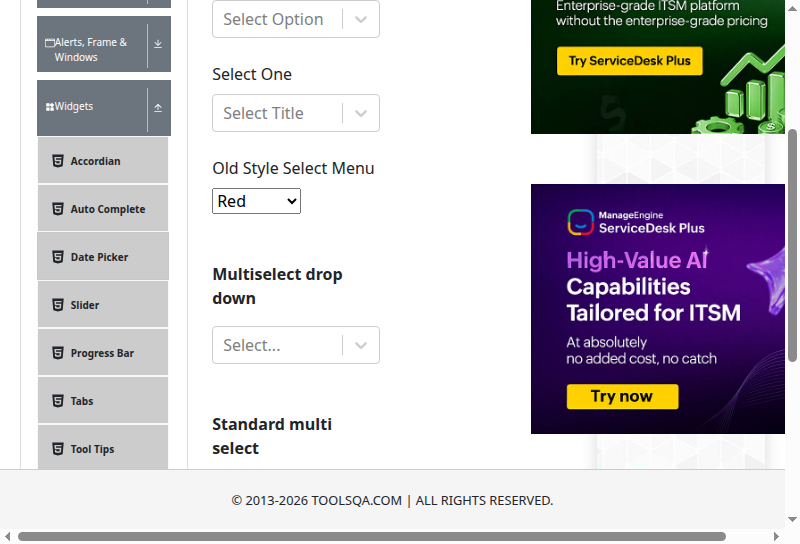 Alerts, Frame &
Windows
Widgets
Accordian
Auto Complete
Date Picker
Slider
Progress Bar
Tabs
Tool Tips
Select Option
Select One
Select Title
Old Style Select Menu
Red
Multiselect drop
down
Select...
Standard multi
select
Enterprise-grade ITSM platform
without the enterprise-grade pricing
Try ServiceDesk Plus
ManageEngine
ServiceDesk Plus
High-Value AI
Capabilities
Tailored for ITSM
At absolutely
no added cost, no catch
Try now
© 2013-2026 TOOLSQA.COM | ALL RIGHTS RESERVED.